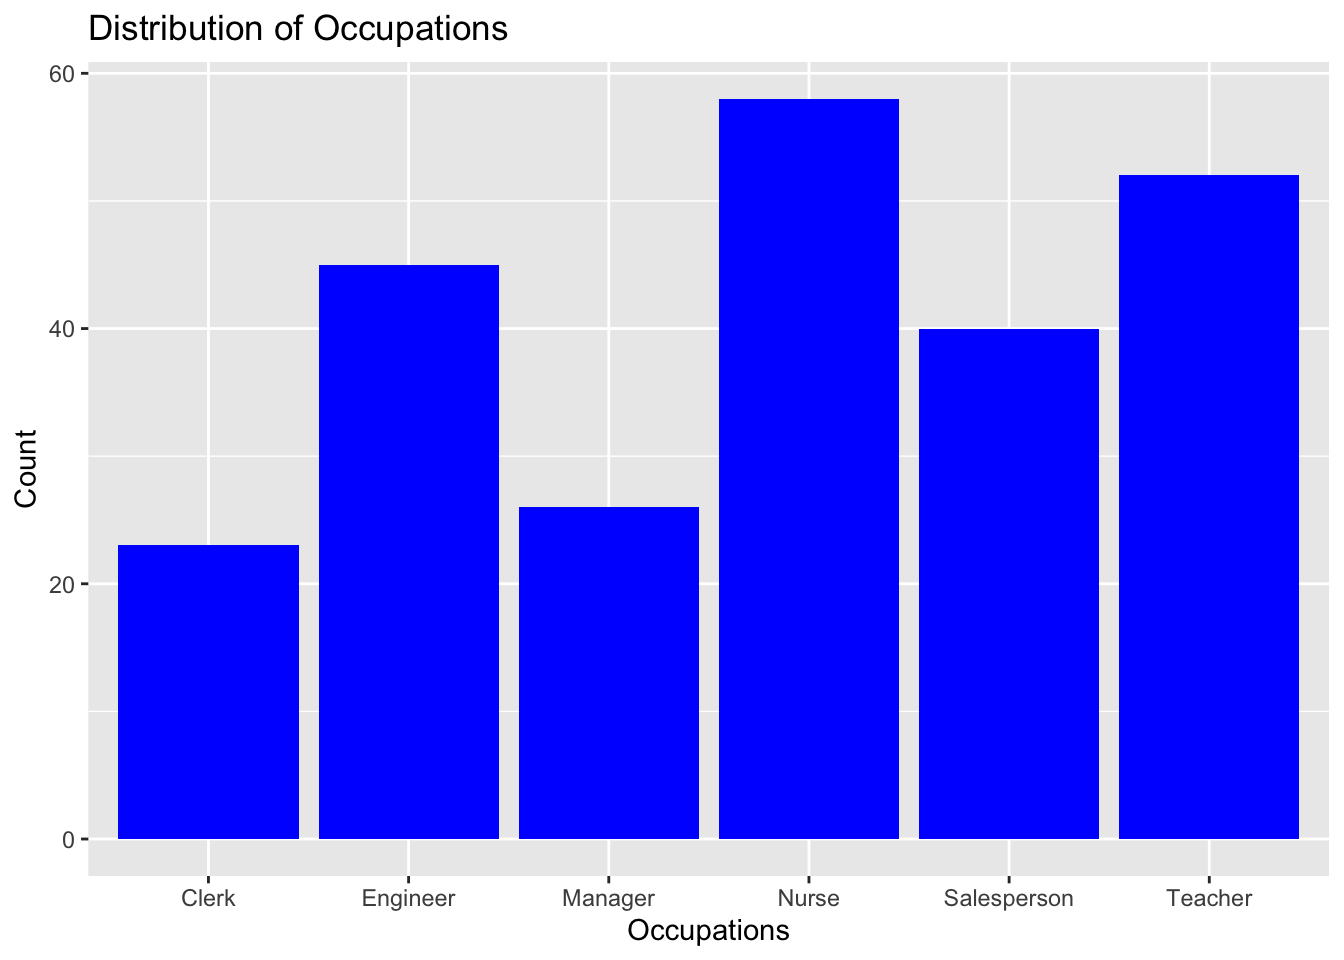 Distribution of Occupations
60
40
20
0
Count
Clerk Engineer Manager Nurse Salesperson Teacher
Occupations